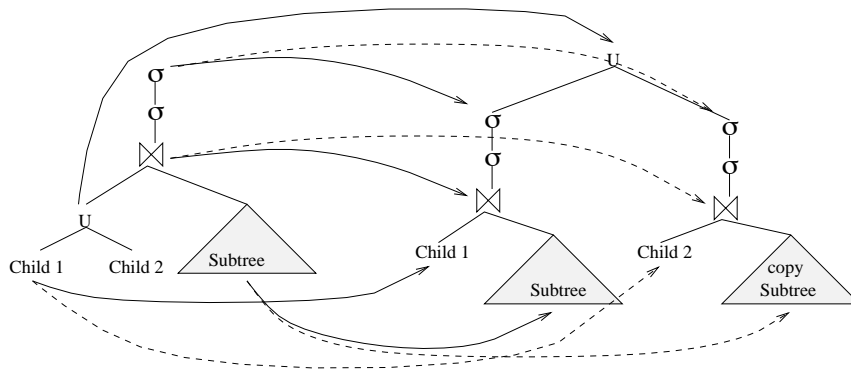 U
σ
σ
⋈
U
Child 1
Child 2
Subtree
σ
σ
⋈
Child 1
Subtree
σ
σ
⋈
Child 2
copy
Subtree